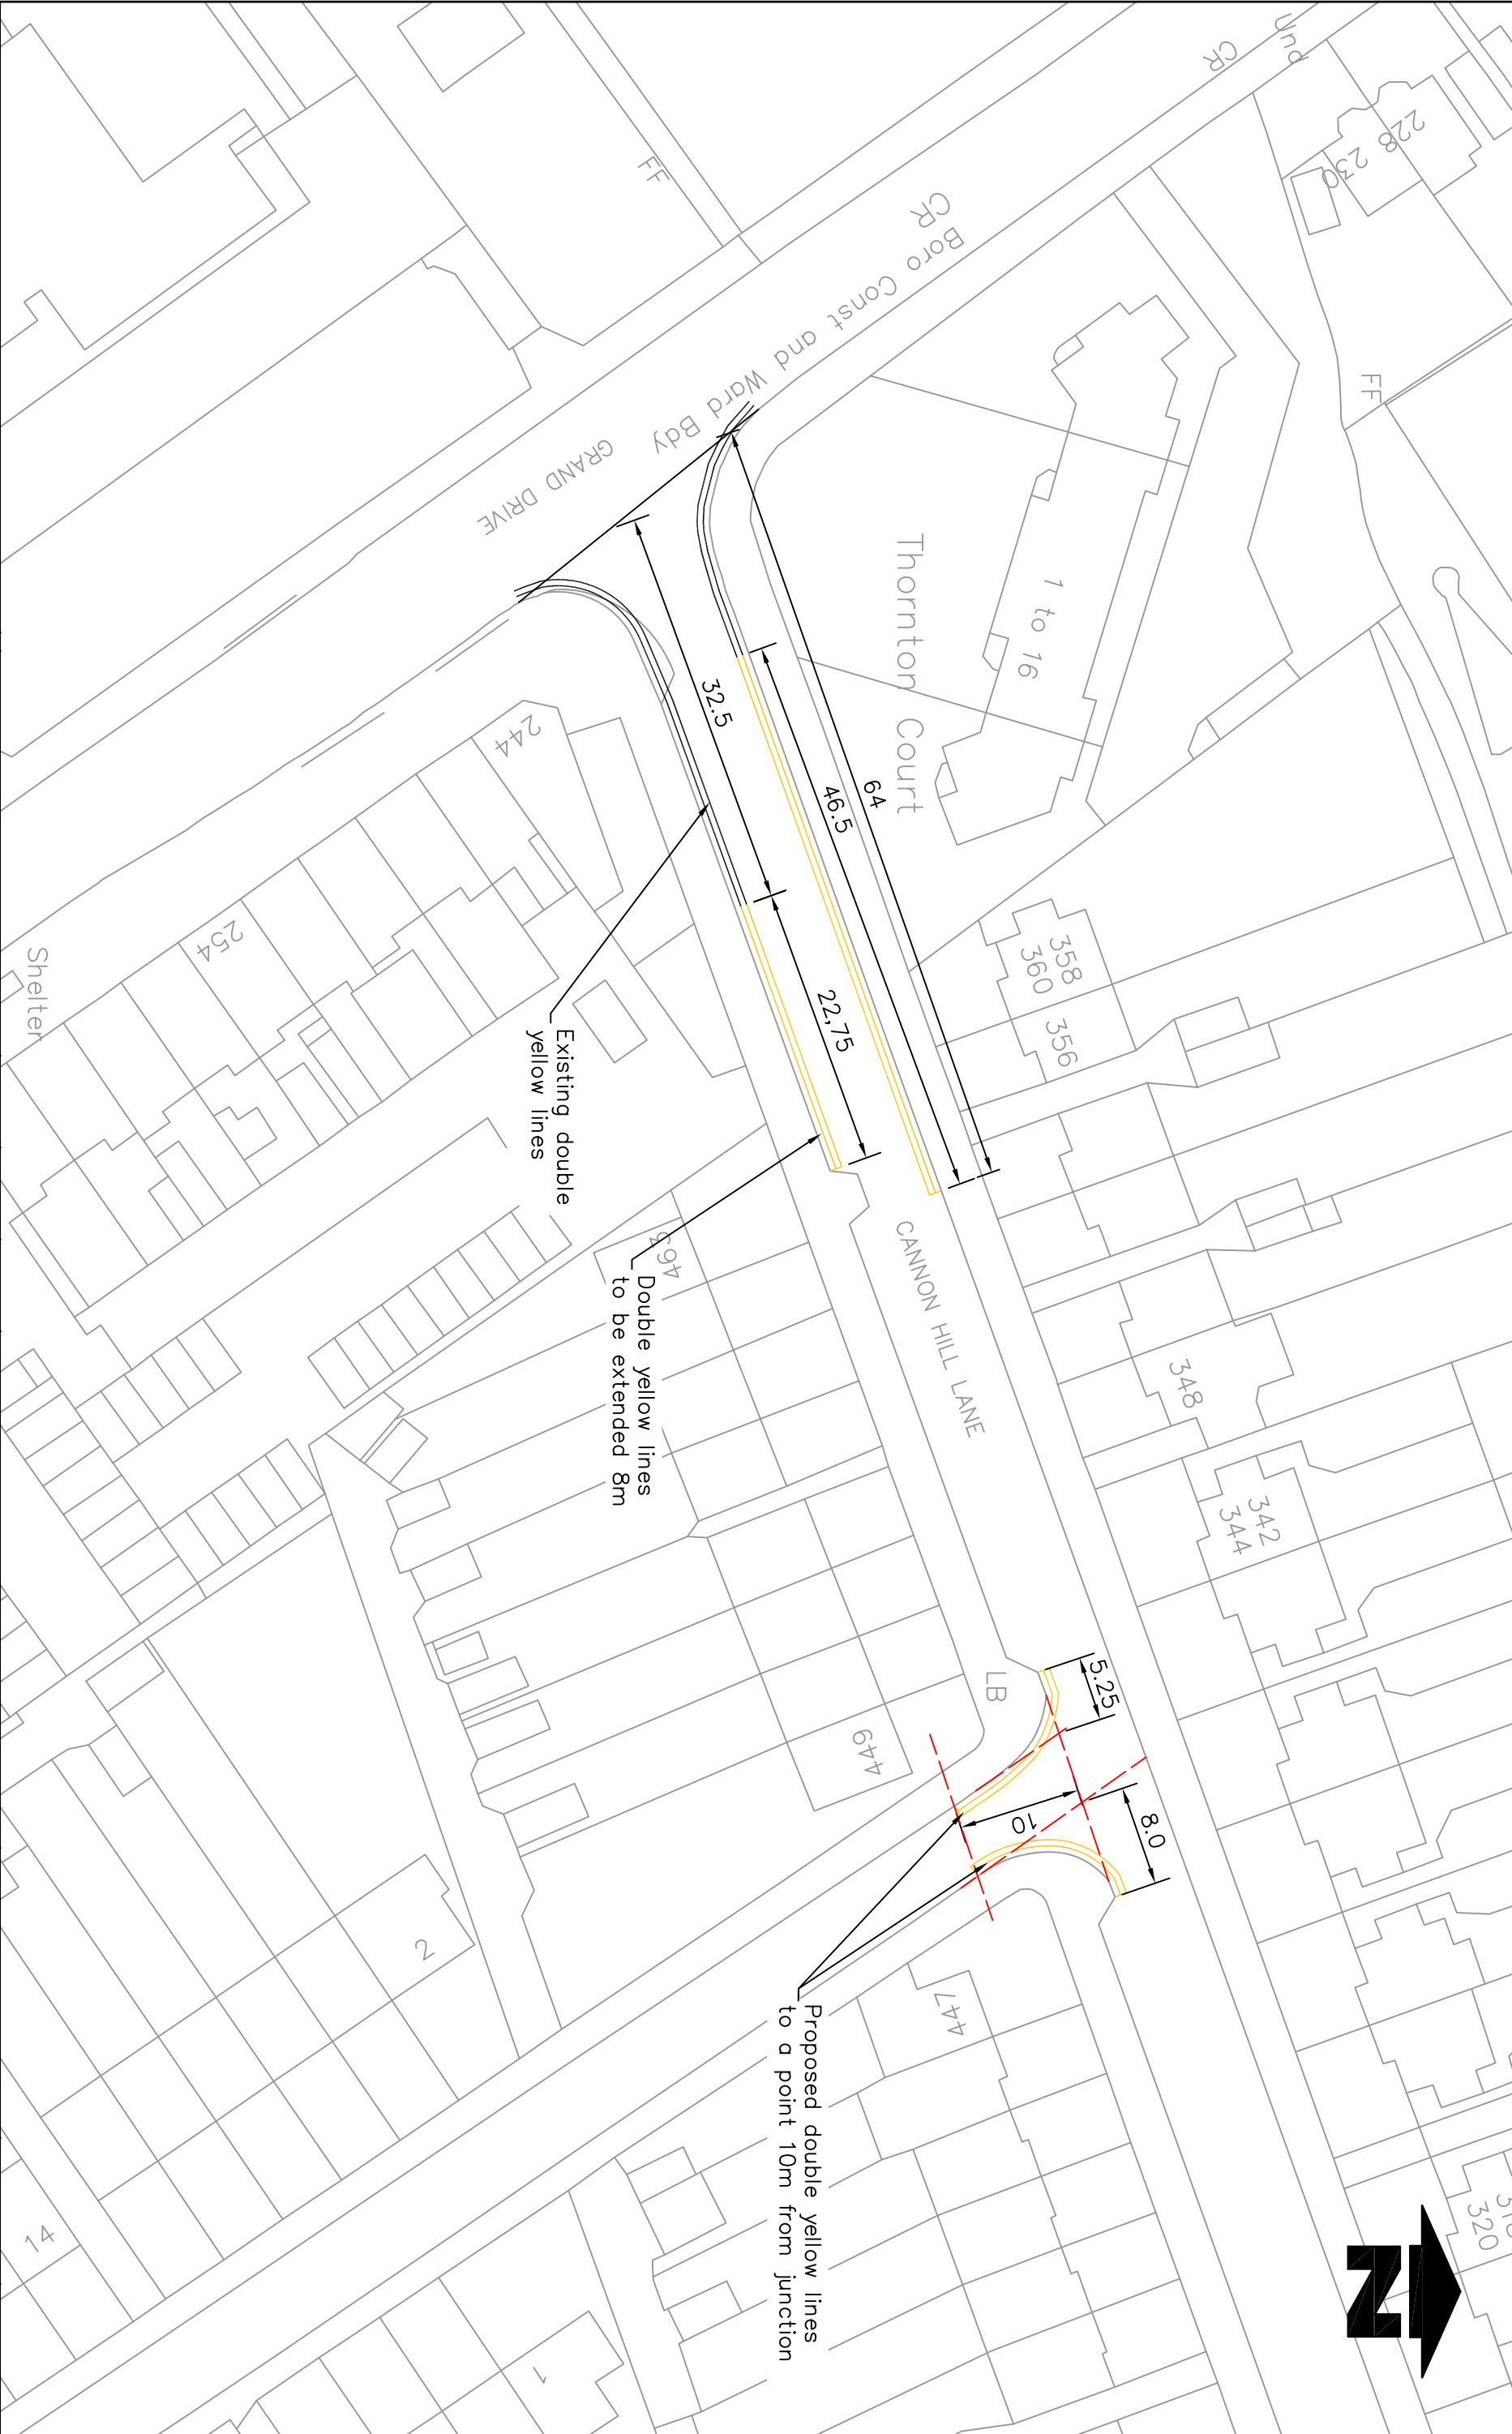 Und
CR
228
230
FF
CR
Boro Const and Ward Bdy
GRAND DRIVE
FF
Thornton Court
1 to 16
244
254
Shelter
32.5
64
46.5
22,75
358
360
356
Existing double
yellow lines
463
Double yellow lines
to be extended 8m
CANNON HILL LANE
348
342
344
LB
449
5.25
10
8.0
2
447
Proposed double yellow lines
to a point 10m from junction
14
1
320
N